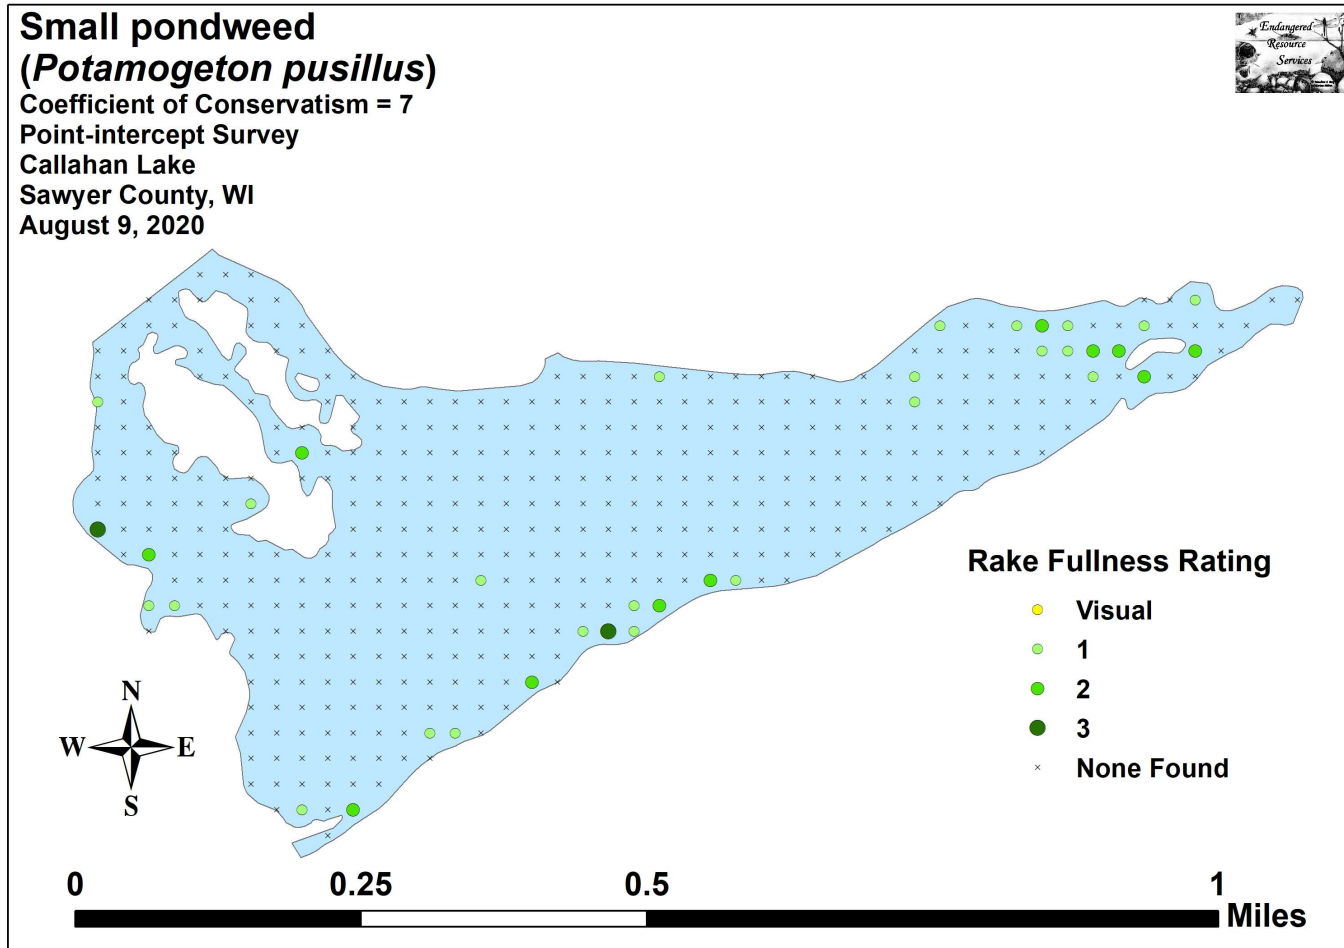 Small pondweed
(Potamogeton pusillus)
Coefficient of Conservatism = 7
Point-intercept Survey
Callahan Lake
Sawyer County, WI
August 9, 2020
Endangered
Resource
Services
Rake Fullness Rating
Visual
1
2
3
None Found
N
W E
S
0 0.25 0.5 1
Miles